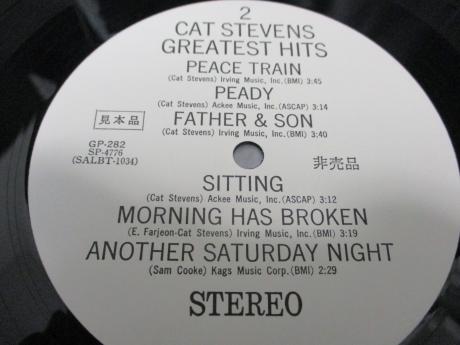 2
CAT STEVENS
GREATEST HITS
PEACE TRAIN
(Cat Stevens) Irving Music, Inc.(BMI) 3:45
PEADY
(Cat Stevens) Ackee Music, Inc.(ASCAP) 3:14
FATHER & SON
(Cat Stevens) Irving Music, Inc.(BMI) 3:40
見本品
GP-282
SP-4776
(SALBT-1034)
非売品
SITTING
(Cat Stevens) Ackee Music, Inc.(ASCAP) 3:12
MORNING HAS BROKEN
(E. Farjeon-Cat Stevens) Irving Music, Inc.(BMI) 3:19
ANOTHER SATURDAY NIGHT
(Sam Cooke) Kags Music Corp.(BMI) 2:29
STEREO